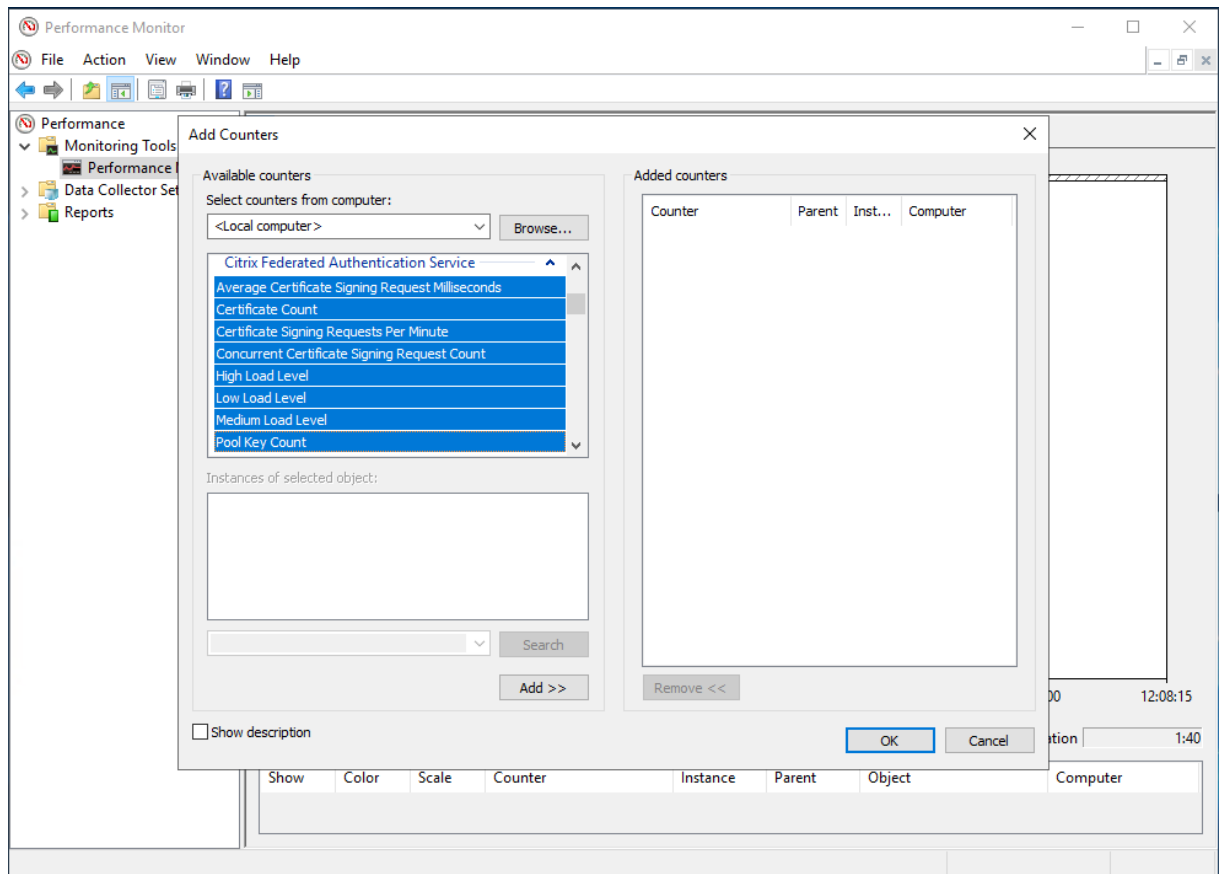 Performance Monitor
File Action View Window Help
Performance
Monitoring Tools
Performance
Data Collector Set
Reports
Add Counters
Available counters
Select counters from computer:
<Local computer>
Browse...
Citrix Federated Authentication Service
Average Certificate Signing Request Milliseconds
Certificate Count
Certificate Signing Requests Per Minute
Concurrent Certificate Signing Request Count
High Load Level
Low Load Level
Medium Load Level
Pool Key Count
Instances of selected object:
Search
Add >>
Show description
Added counters
Counter Parent Inst... Computer
Remove <<
OK Cancel
00 12:08:15
ation 1:40
Show Color Scale Counter Instance Parent Object Computer